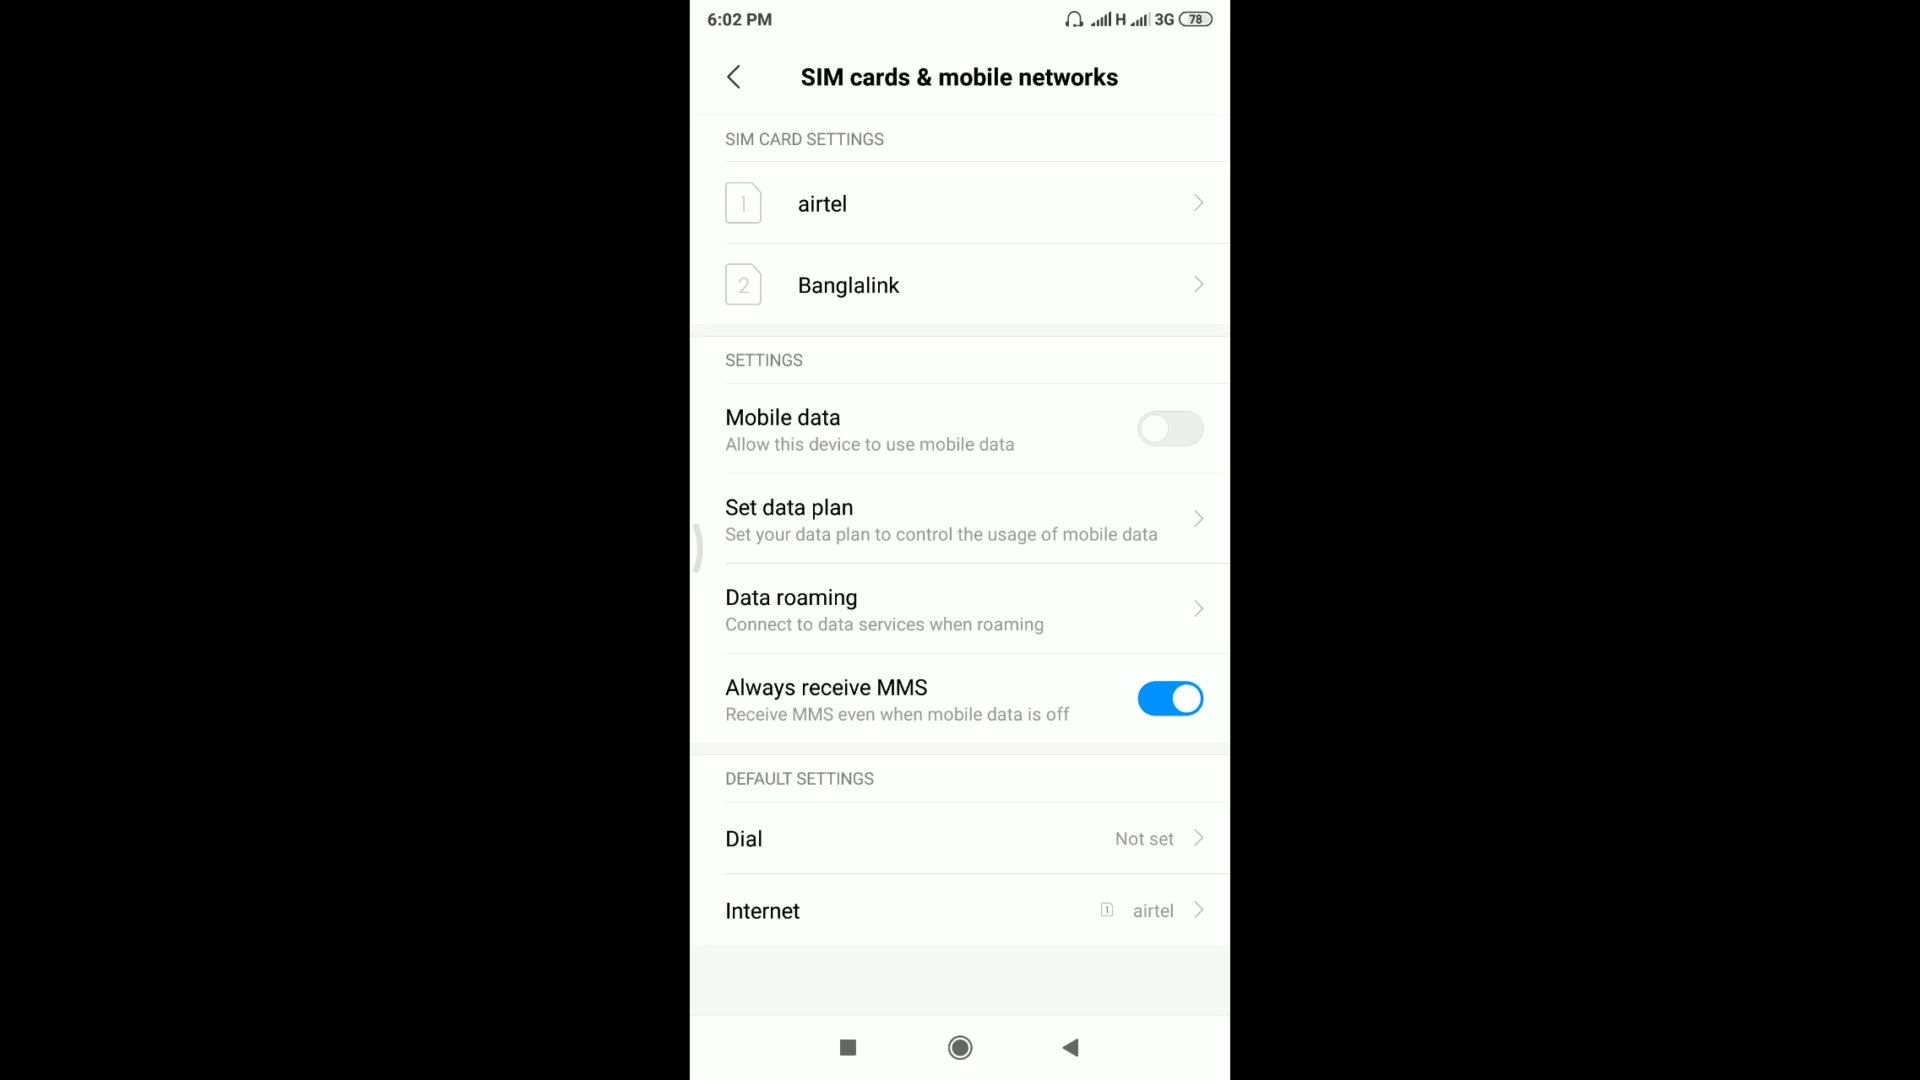 6:02 PM H 3G 78
SIM cards & mobile networks
SIM CARD SETTINGS
1 airtel
2 Banglalink
SETTINGS
Mobile data
Allow this device to use mobile data
Set data plan
Set your data plan to control the usage of mobile data
Data roaming
Connect to data services when roaming
Always receive MMS
Receive MMS even when mobile data is off
DEFAULT SETTINGS
Dial Not set
Internet 1 airtel